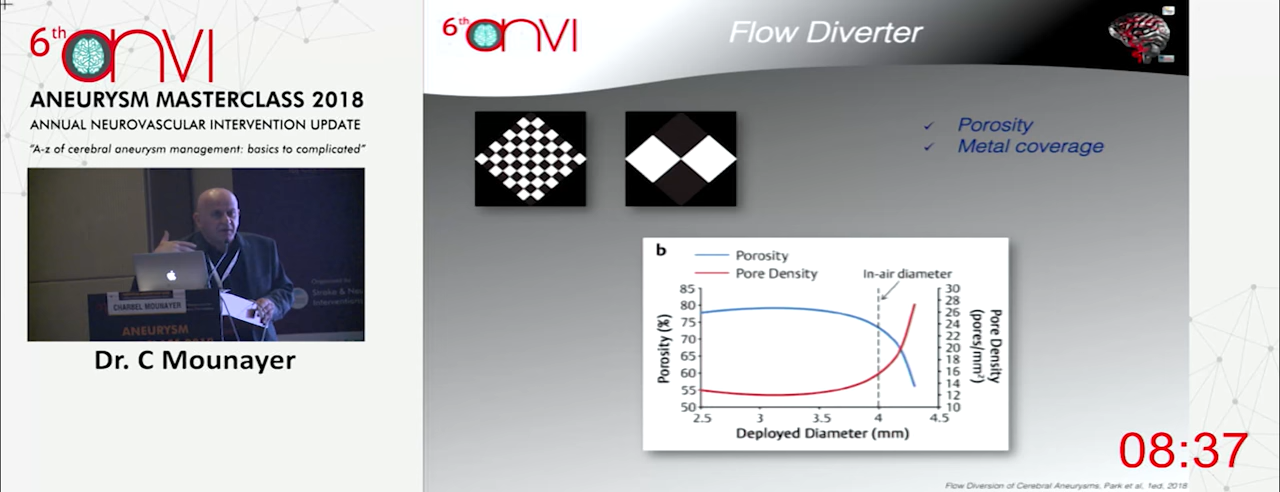 6th anvi
ANEURYSM MASTERCLASS 2018
ANNUAL NEUROVASCULAR INTERVENTION UPDATE
"A-z of cerebral aneurysm management: basics to complicated"
CHARBEL MOUNAYER
ANEURYSM
Dr. C Mounayer
6th anvi
Flow Diverter
✓ Porosity
✓ Metal coverage
b
Porosity
Pore Density
In-air diameter
Porosity (%)
85
80
75
70
65
60
55
50
2.5 3 3.5 4 4.5
Deployed Diameter (mm)
30
28
26
24
22
20
18
16
14
12
10
Pore Density
(pores/mm²)
08:37
Flow Diversion of Cerebral Aneurysms, Park et al, 1ed, 2018